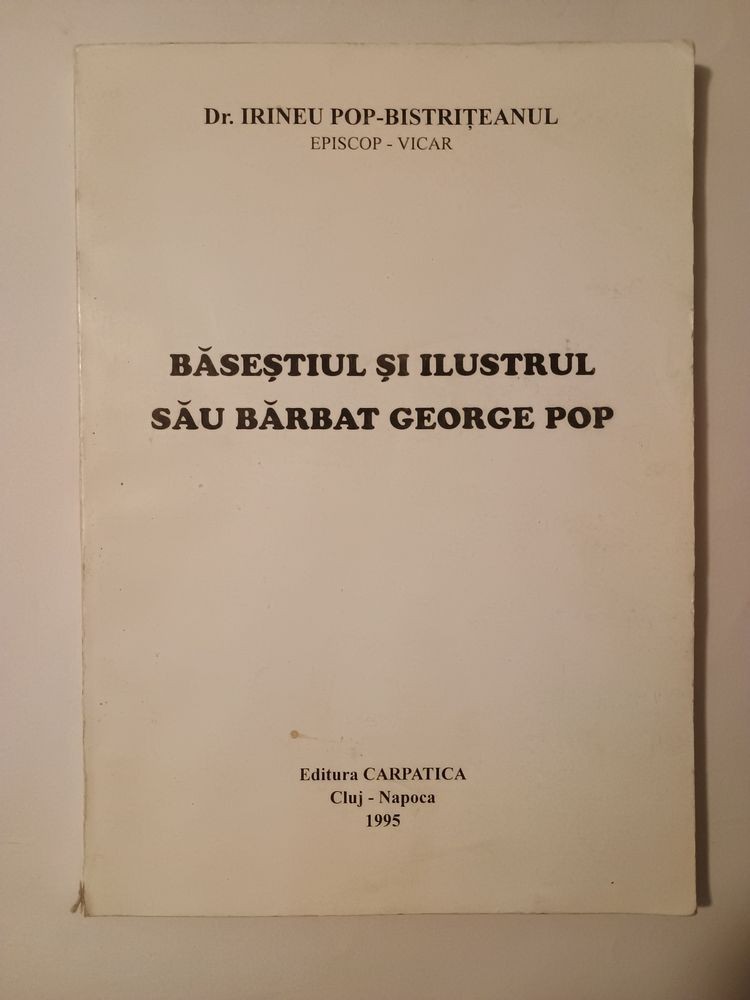 Dr. IRINEU POP-BISTRIȚEANUL
EPISCOP - VICAR
BĂSEȘTIUL ȘI ILUSTRUL
SĂU BĂRBAT GEORGE POP
Editura CARPATICA
Cluj - Napoca
1995